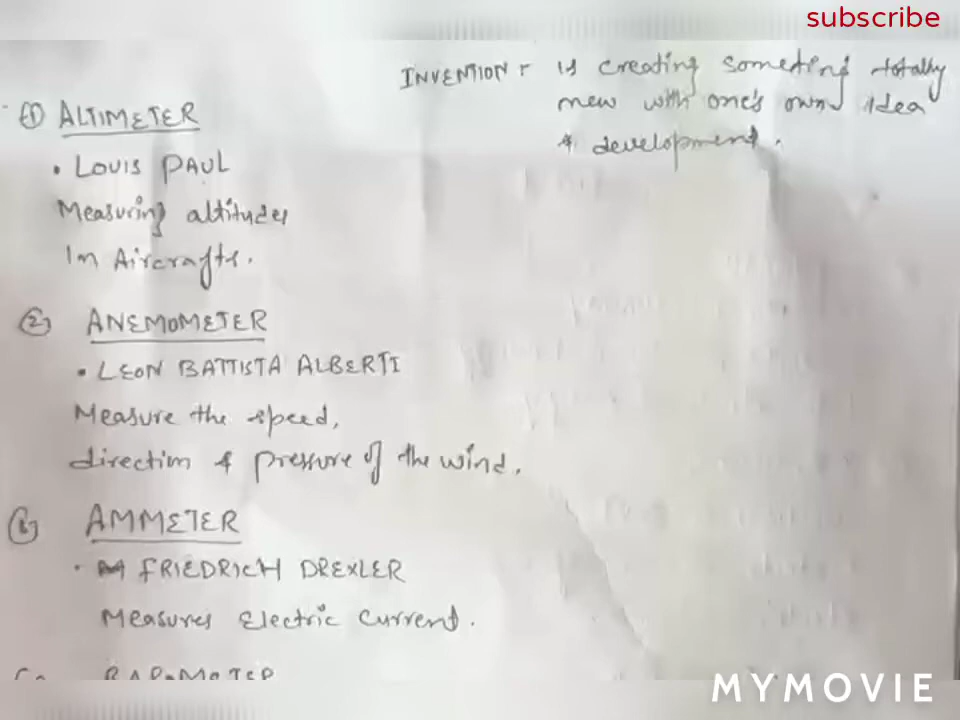 subscribe
INVENTION :- is creating something totally
new with one's own idea
& development.
① ALTIMETER
• LOUIS PAUL
Measuring altitudes
In Aircrafts.
② ANEMOMETER
• LEON BATTISTA ALBERTI
Measure the speed,
direction & pressure of the wind.
③ AMMETER
• FRIEDRICH DREXLER
Measures Electric Current.
BAROMETER
MYMOVIE